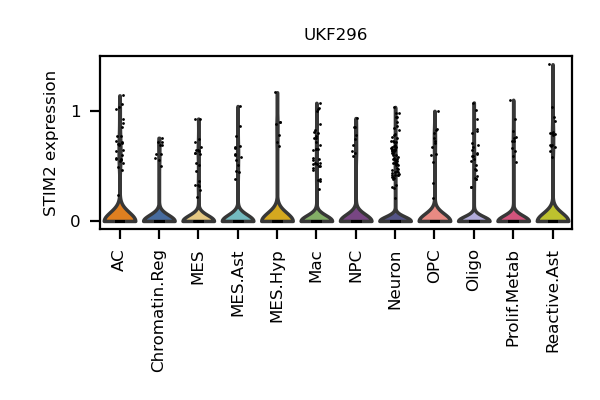 UKF296
STIM2 expression
1
0
AC
Chromatin.Reg
MES
MES.Ast
MES.Hyp
Mac
NPC
Neuron
OPC
Oligo
Prolif.Metab
Reactive.Ast